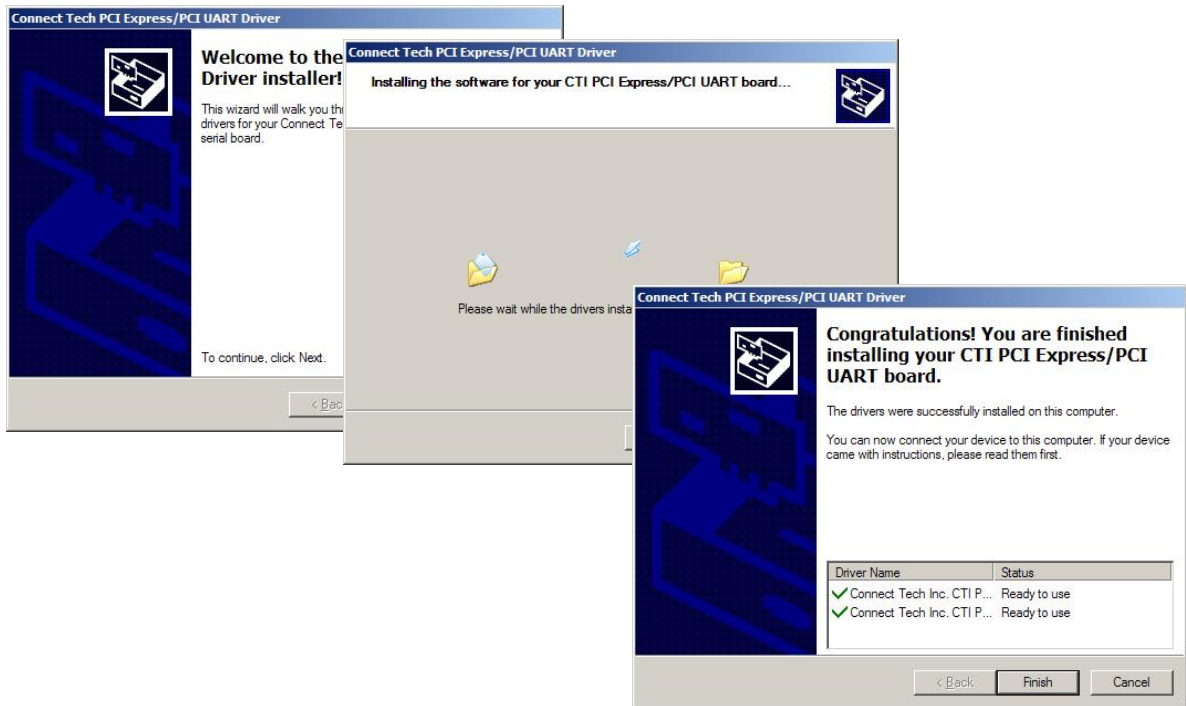 Connect Tech PCI Express/PCI UART Driver
Welcome to the
Driver installer!
This wizard will walk you
drivers for your Connect
serial board.
To continue, click Next.
Connect Tech PCI Express/PCI UART Driver
Installing the software for your CTI PCI Express/PCI UART board...
Please wait while the drivers
Connect Tech PCI Express/PCI UART Driver
Congratulations! You are finished
installing your CTI PCI Express/PCI
UART board.
The drivers were successfully installed on this computer.
You can now connect your device to this computer. If your device
came with instructions, please read them first.
Driver Name Status
Connect Tech Inc. CTI P... Ready to use
Connect Tech Inc. CTI P... Ready to use
< Back Finish Cancel